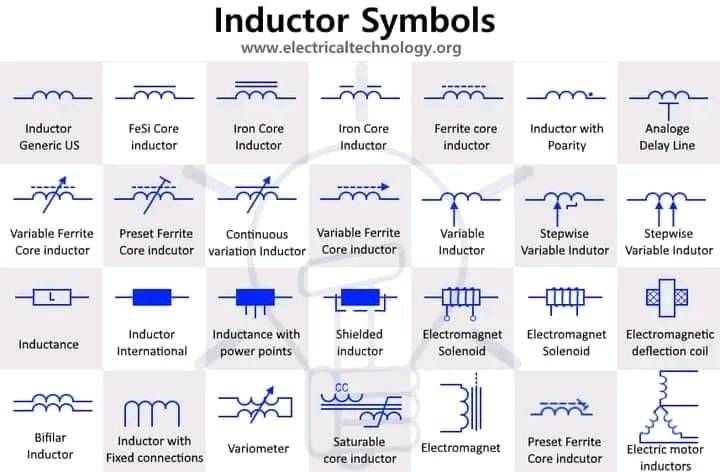 Inductor Symbols
www.electricaltechnology.org
Inductor
Generic US
FeSi Core
inductor
Iron Core
Inductor
Iron Core
Inductor
Ferrite core
inductor
Inductor with
Poarity
Analoge
Delay Line
Variable Ferrite
Core inductor
Preset Ferrite
Core indcutor
Continuous
variation Inductor
Variable Ferrite
Core inductor
Variable
Inductor
Stepwise
Variable Indutor
Stepwise
Variable Indutor
L
Inductance
Inductor
International
Inductance with
power points
Shielded
inductor
Electromagnet
Solenoid
Electromagnet
Solenoid
Electromagnetic
deflection coil
Bifilar
Inductor
Inductor with
Fixed connections
Variometer
CC
Saturable
core inductor
Electromagnet
Preset Ferrite
Core indcutor
Electric motor
inductors